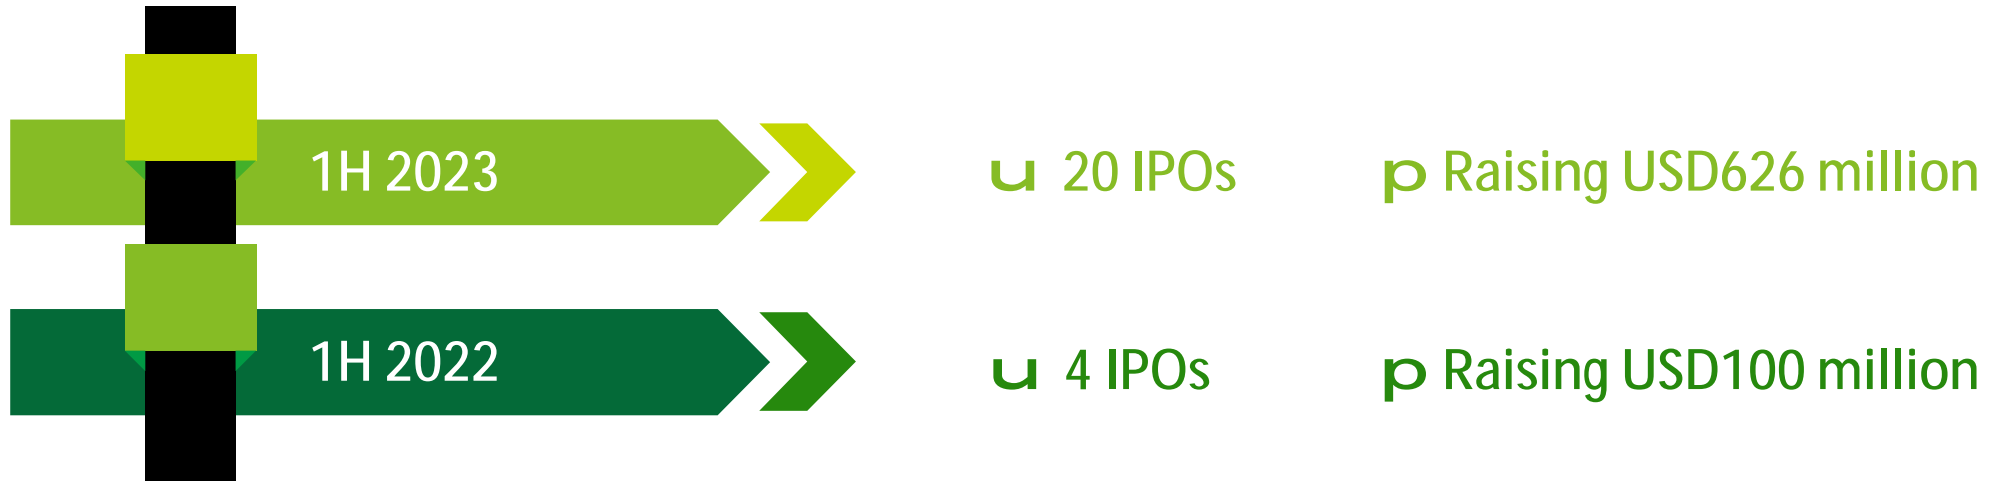 1H 2023
u 20 IPOs
p Raising USD626 million
1H 2022
u 4 IPOs
p Raising USD100 million